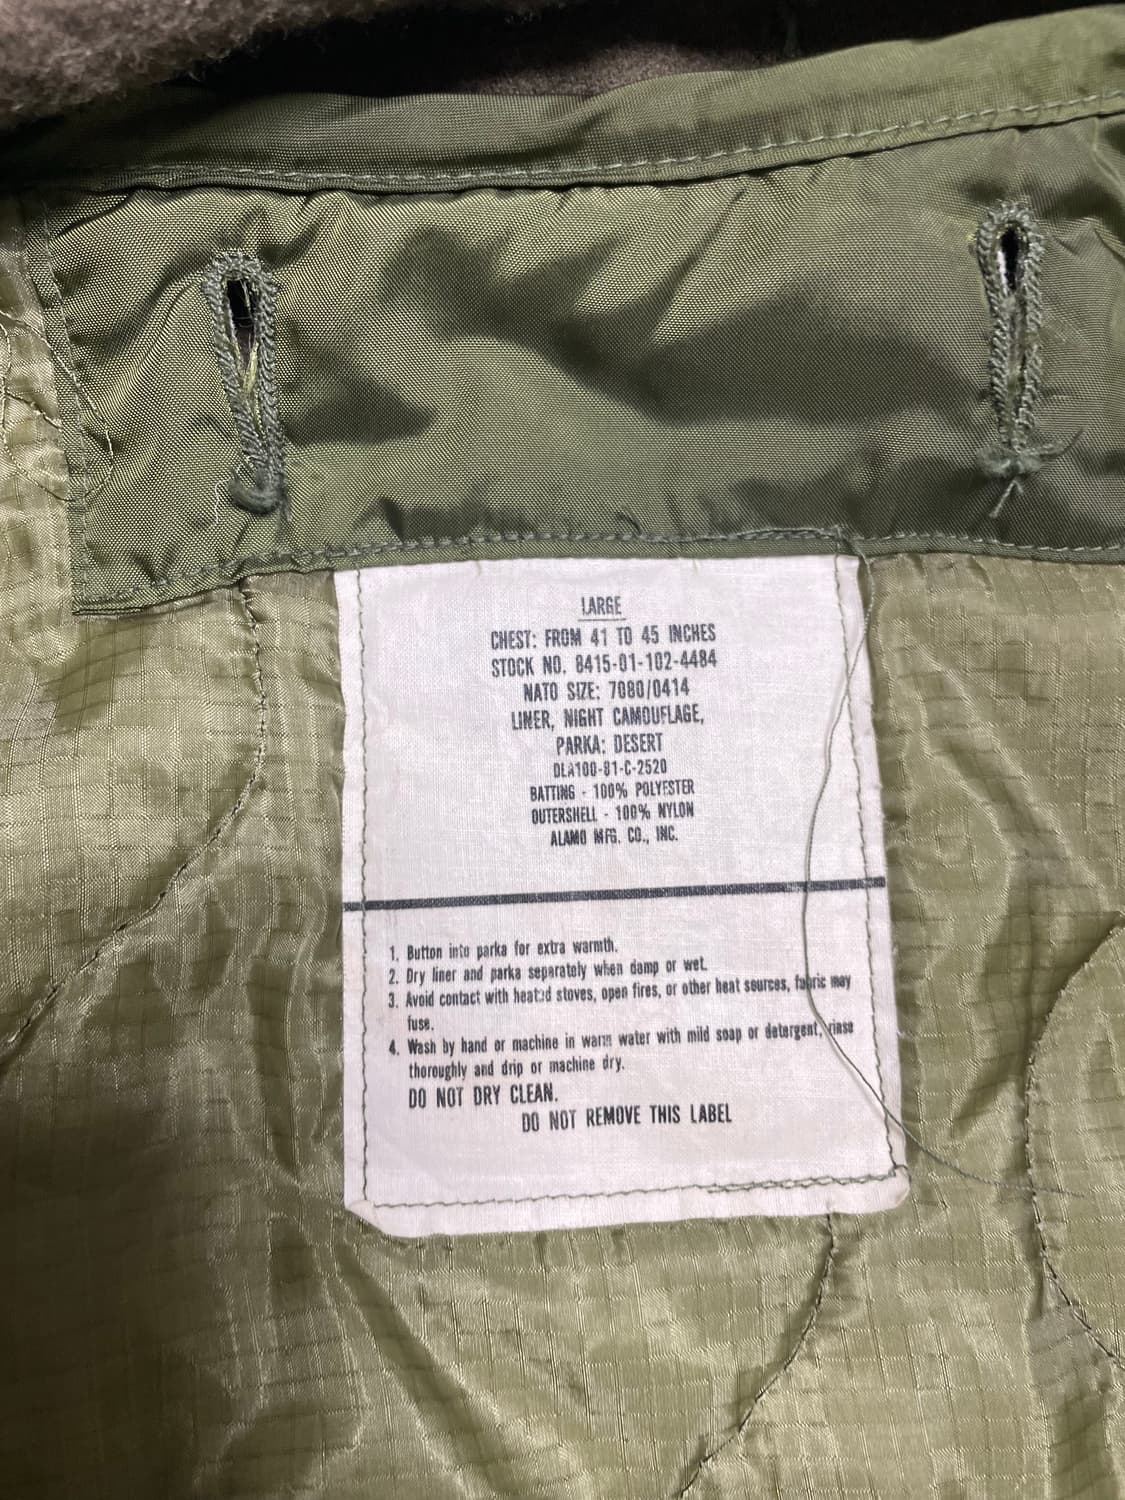 LARGE
CHEST: FROM 41 TO 45 INCHES
STOCK NO. 8415-01-102-4484
NATO SIZE: 7080/0414
LINER, NIGHT CAMOUFLAGE,
PARKA: DESERT
DLA100-81-C-2520
BATTING - 100% POLYESTER
OUTERSHELL - 100% NYLON
ALAMO MFG. CO., INC.
1. Button into parka for extra warmth.
2. Dry liner and parka separately when damp or wet.
3. Avoid contact with heated stoves, open fires, or other heat sources, fabric may
fuse.
4. Wash by hand or machine in warm water with mild soap or detergent, rinse
thoroughly and drip or machine dry.
DO NOT DRY CLEAN.
DO NOT REMOVE THIS LABEL